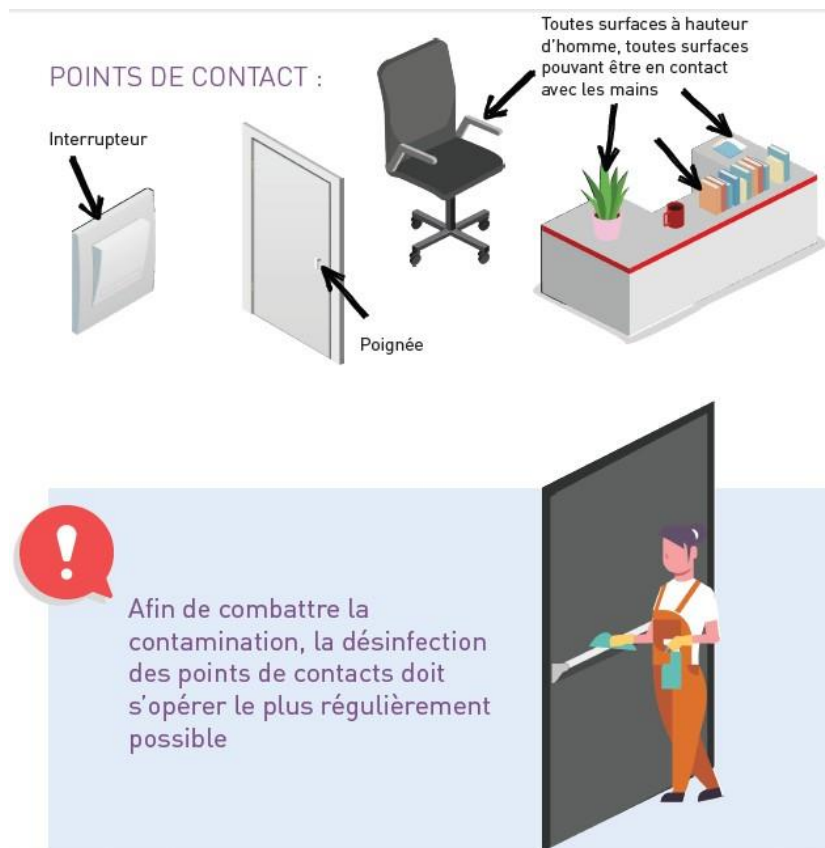 POINTS DE CONTACT :
Toutes surfaces à hauteur
d'homme, toutes surfaces
pouvant être en contact
avec les mains
Interrupteur
Poignée
!
Afin de combattre la
contamination, la désinfection
des points de contacts doit
s'opérer le plus régulièrement
possible